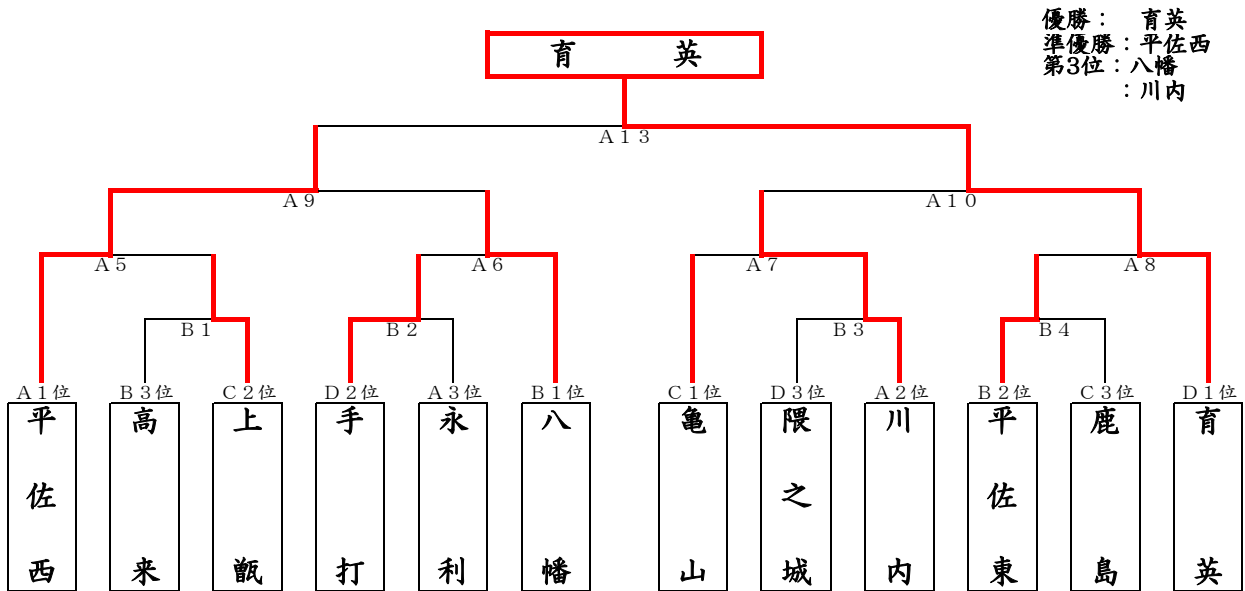 優勝： 育英
準優勝：平佐西
第3位：八幡
：川内
育 英
A13
A9
A10
A5
A6
A7
A8
B1
B2
B3
B4
A1位
B3位
C2位
D2位
A3位
B1位
C1位
D3位
A2位
B2位
C3位
D1位
平佐西
高来
上甑
手打
永利
八幡
亀山
隈之城
川内
平佐東
鹿島
育英